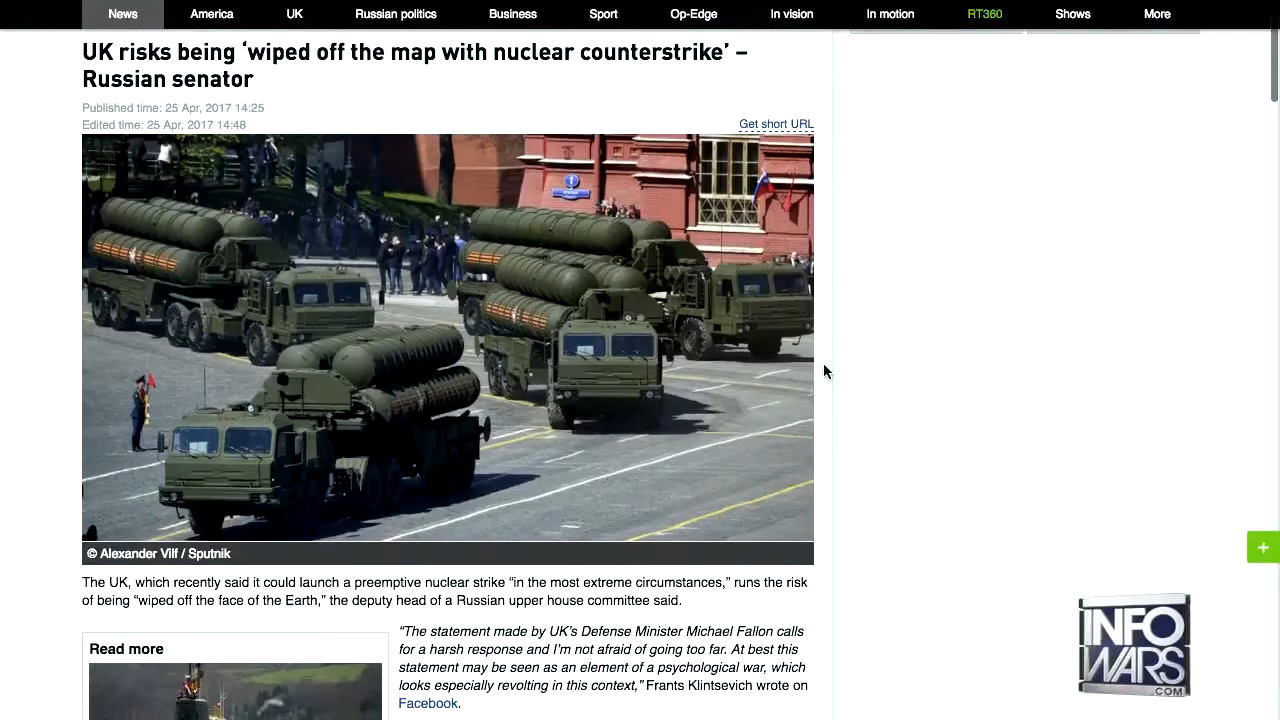 News America UK Russian politics Business Sport Op-Edge In vision In motion RT360 Shows More
UK risks being ‘wiped off the map with nuclear counterstrike’ –
Russian senator
Published time: 25 Apr, 2017 14:25
Edited time: 25 Apr, 2017 14:48
Get short URL
© Alexander Vilf / Sputnik
The UK, which recently said it could launch a preemptive nuclear strike “in the most extreme circumstances,” runs the risk
of being “wiped off the face of the Earth,” the deputy head of a Russian upper house committee said.
Read more
“The statement made by UK’s Defense Minister Michael Fallon calls
for a harsh response and I’m not afraid of going too far. At best this
statement may be seen as an element of a psychological war, which
looks especially revolting in this context,” Frants Klintsevich wrote on
Facebook.
INFO
WARS
.COM